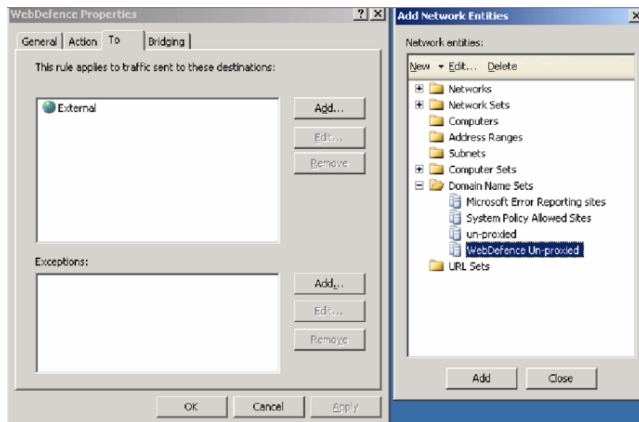 WebDefence Properties
General
Action
To
Bridging
This rule applies to traffic sent to these destinations:
External
Add...
Edit...
Remove
Exceptions:
Add...
Edit...
Remove
OK
Cancel
Apply
Add Network Entities
Network entities:
New Edit... Delete
Networks
Network Sets
Computers
Address Ranges
Subnets
Computer Sets
Domain Name Sets
Microsoft Error Reporting sites
System Policy Allowed Sites
un-proxied
WebDefence Un-proxied
URL Sets
Add
Close